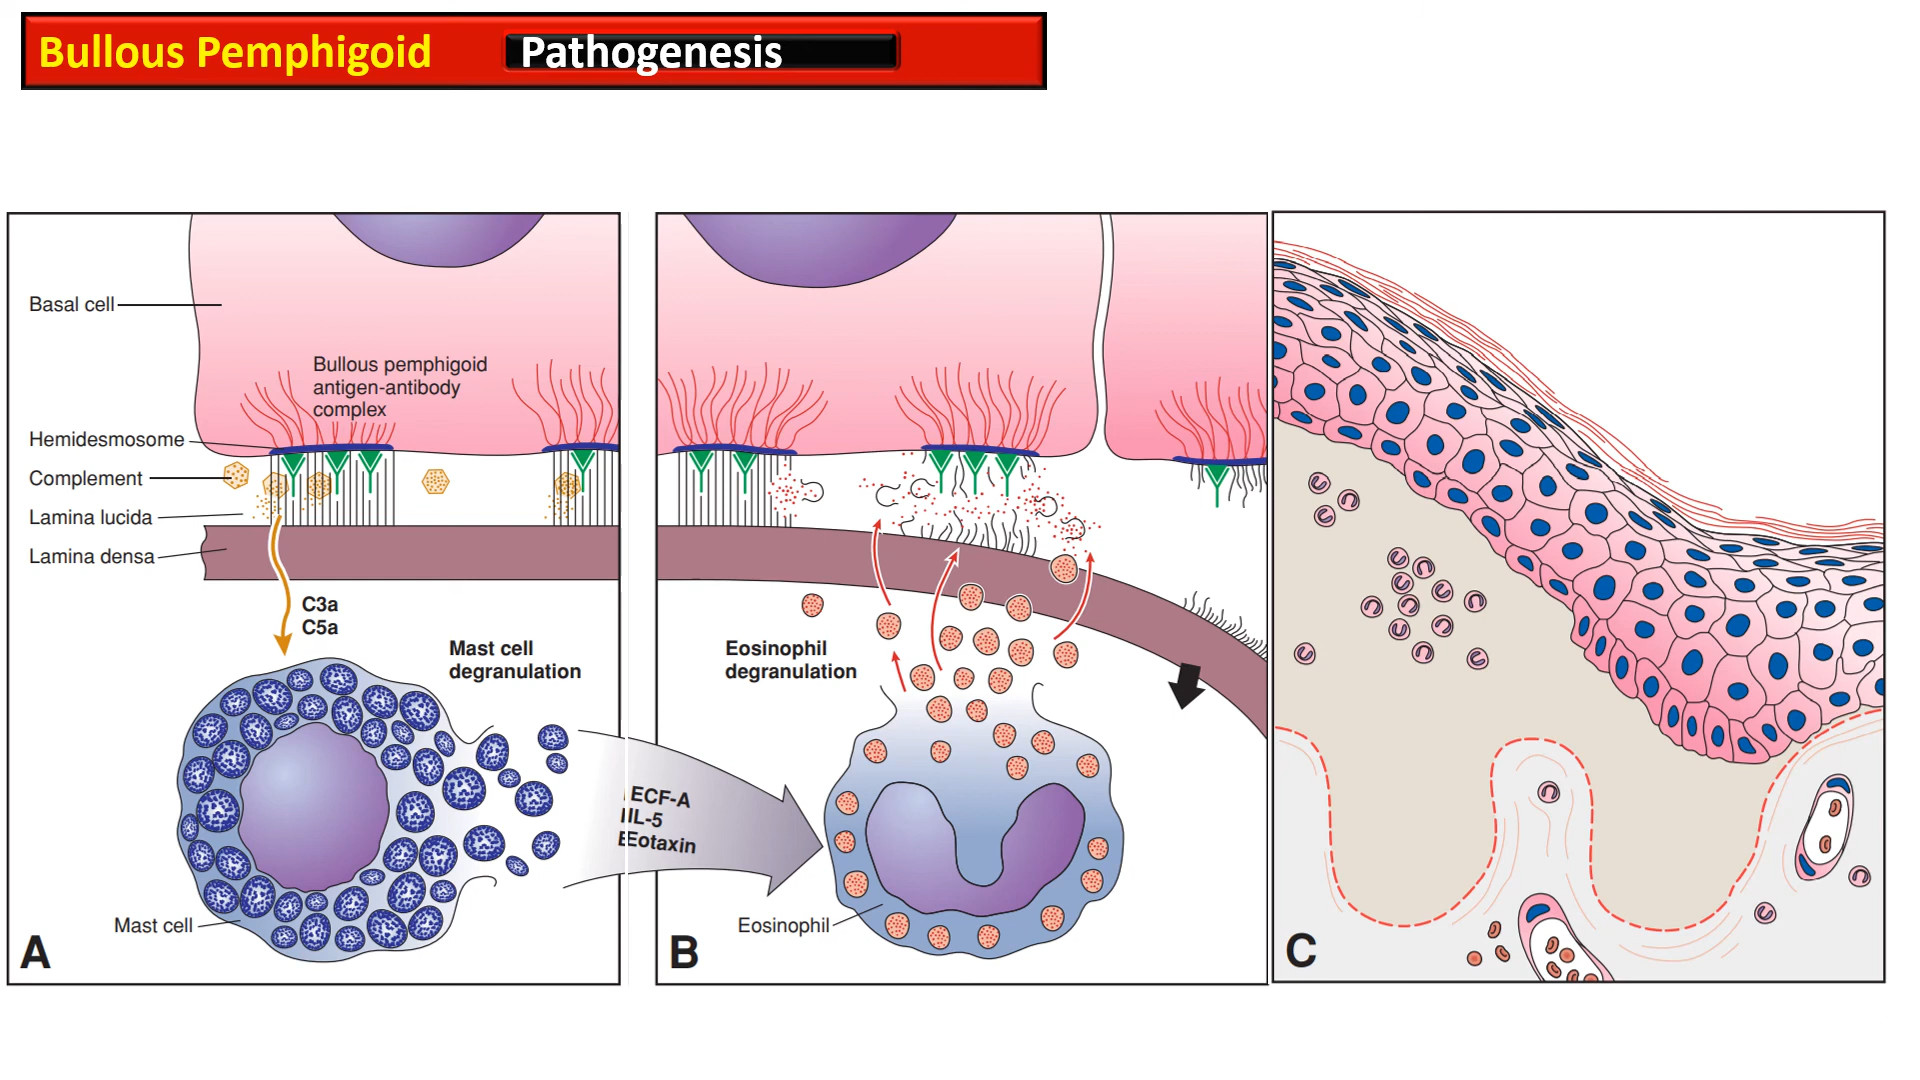 Bullous Pemphigoid Pathogenesis
Basal cell
Bullous pemphigoid
antigen-antibody
complex
Hemidesmosome
Complement
Lamina lucida
Lamina densa
C3a
C5a
Mast cell
degranulation
Mast cell
A
ECF-A
IL-5
Eotaxin
Eosinophil
degranulation
Eosinophil
B
C